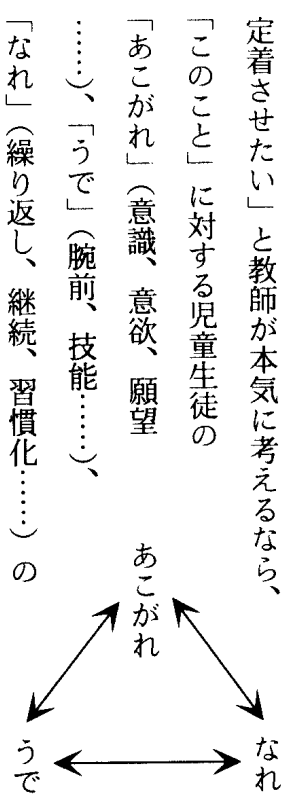 定着させたい」と教師が本気に考えるなら、
「このこと」に対する児童生徒の
「あこがれ」（意識、意欲、願望
……）、「うで」（腕前、技能……）、
「なれ」（繰り返し、継続、習慣化……）の
あこがれ
なれ
うで